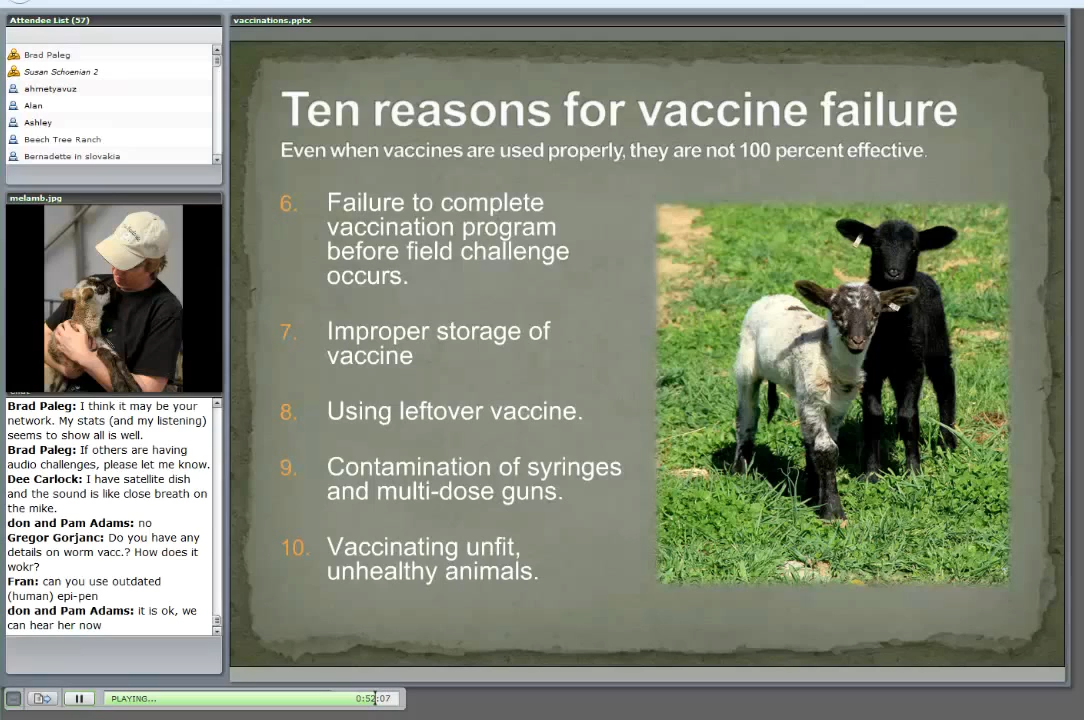 Attendee List (57)
Brad Paleg
Susan Schoenian 2
ahmetyavuz
Alan
Ashley
Beech Tree Ranch
Bernadette in slovakia
melamb.jpg
Brad Paleg: I think it may be your
network. My stats (and my listening)
seems to show all is well.
Brad Paleg: If others are having
audio challenges, please let me know.
Dee Carlock: I have satellite dish
and the sound is like close breath on
the mike.
don and Pam Adams: no
Gregor Gorjanc: Do you have any
details on worm vacc.? How does it
wokr?
Fran: can you use outdated
(human) epi-pen
don and Pam Adams: it is ok, we
can hear her now
vaccinations.pptx
Ten reasons for vaccine failure
Even when vaccines are used properly, they are not 100 percent effective.
6. Failure to complete
vaccination program
before field challenge
occurs.
7. Improper storage of
vaccine
8. Using leftover vaccine.
9. Contamination of syringes
and multi-dose guns.
10. Vaccinating unfit,
unhealthy animals.
PLAYING... 0:52:07